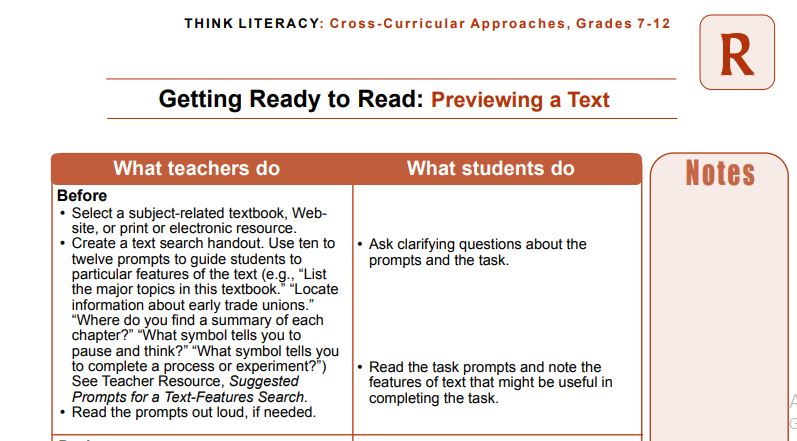 THINK LITERACY: Cross-Curricular Approaches, Grades 7-12
R
Getting Ready to Read: Previewing a Text
What teachers do
What students do
Notes
Before
• Select a subject-related textbook, Web-
site, or print or electronic resource.
• Create a text search handout. Use ten to
twelve prompts to guide students to
particular features of the text (e.g., “List
the major topics in this textbook.” “Locate
information about early trade unions.”
“Where do you find a summary of each
chapter?” “What symbol tells you to
pause and think?” “What symbol tells you
to complete a process or experiment?”)
See Teacher Resource, Suggested
Prompts for a Text-Features Search.
• Read the prompts out loud, if needed.
• Ask clarifying questions about the
prompts and the task.
• Read the task prompts and note the
features of text that might be useful in
completing the task.